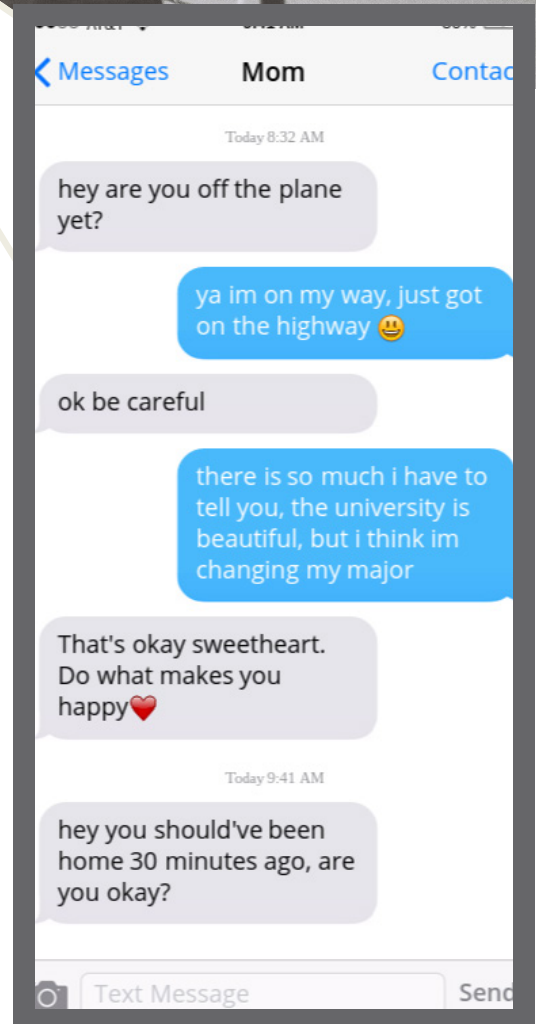 Messages
Mom
Contac
Today 8:32 AM
hey are you off the plane
yet?
ya im on my way, just got
on the highway 😃
ok be careful
there is so much i have to
tell you, the university is
beautiful, but i think im
changing my major
That's okay sweetheart.
Do what makes you
happy❤️
Today 9:41 AM
hey you should've been
home 30 minutes ago, are
you okay?
Text Message
Send